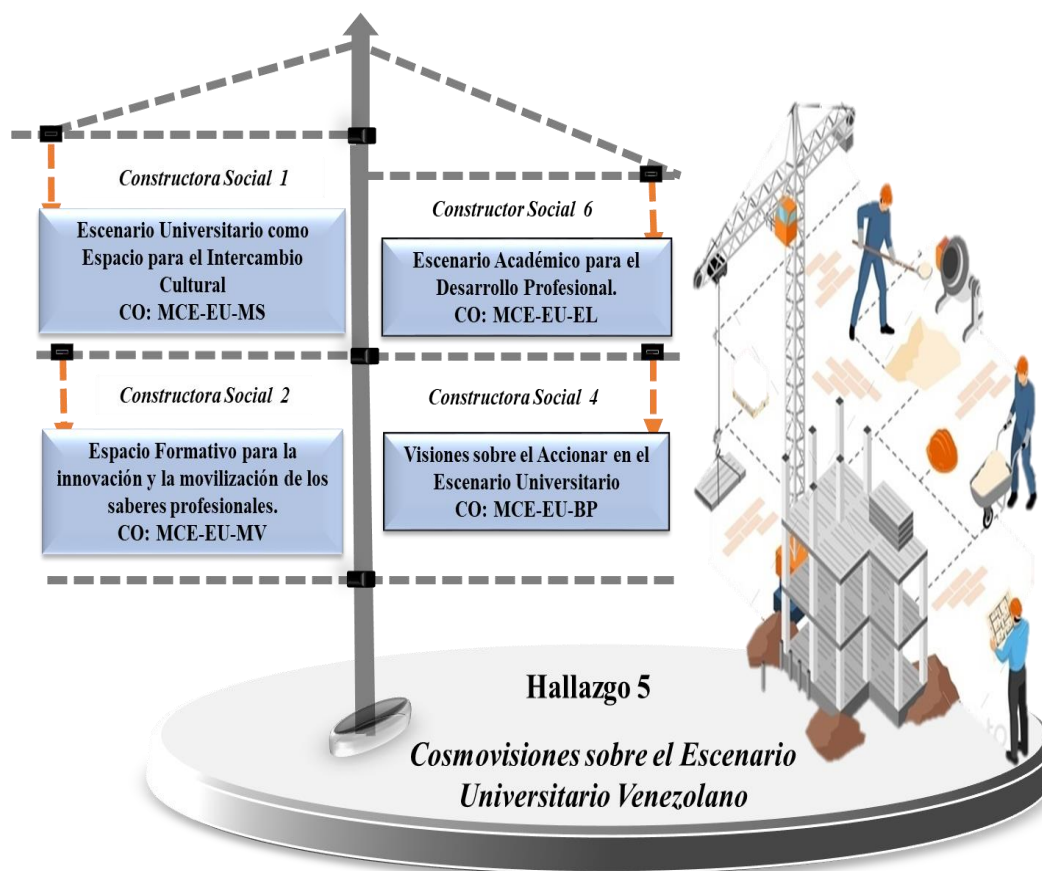 Constructora Social 1
Escenario Universitario como
Espacio para el Intercambio
Cultural
CO: MCE-EU-MS
Constructor Social 6
Escenario Académico para el
Desarrollo Profesional.
CO: MCE-EU-EL
Constructora Social 2
Espacio Formativo para la
innovación y la movilización de los
saberes profesionales.
CO: MCE-EU-MV
Constructora Social 4
Visiones sobre el Accionar en el
Escenario Universitario
CO: MCE-EU-BP
Hallazgo 5
Cosmovisiones sobre el Escenario
Universitario Venezolano